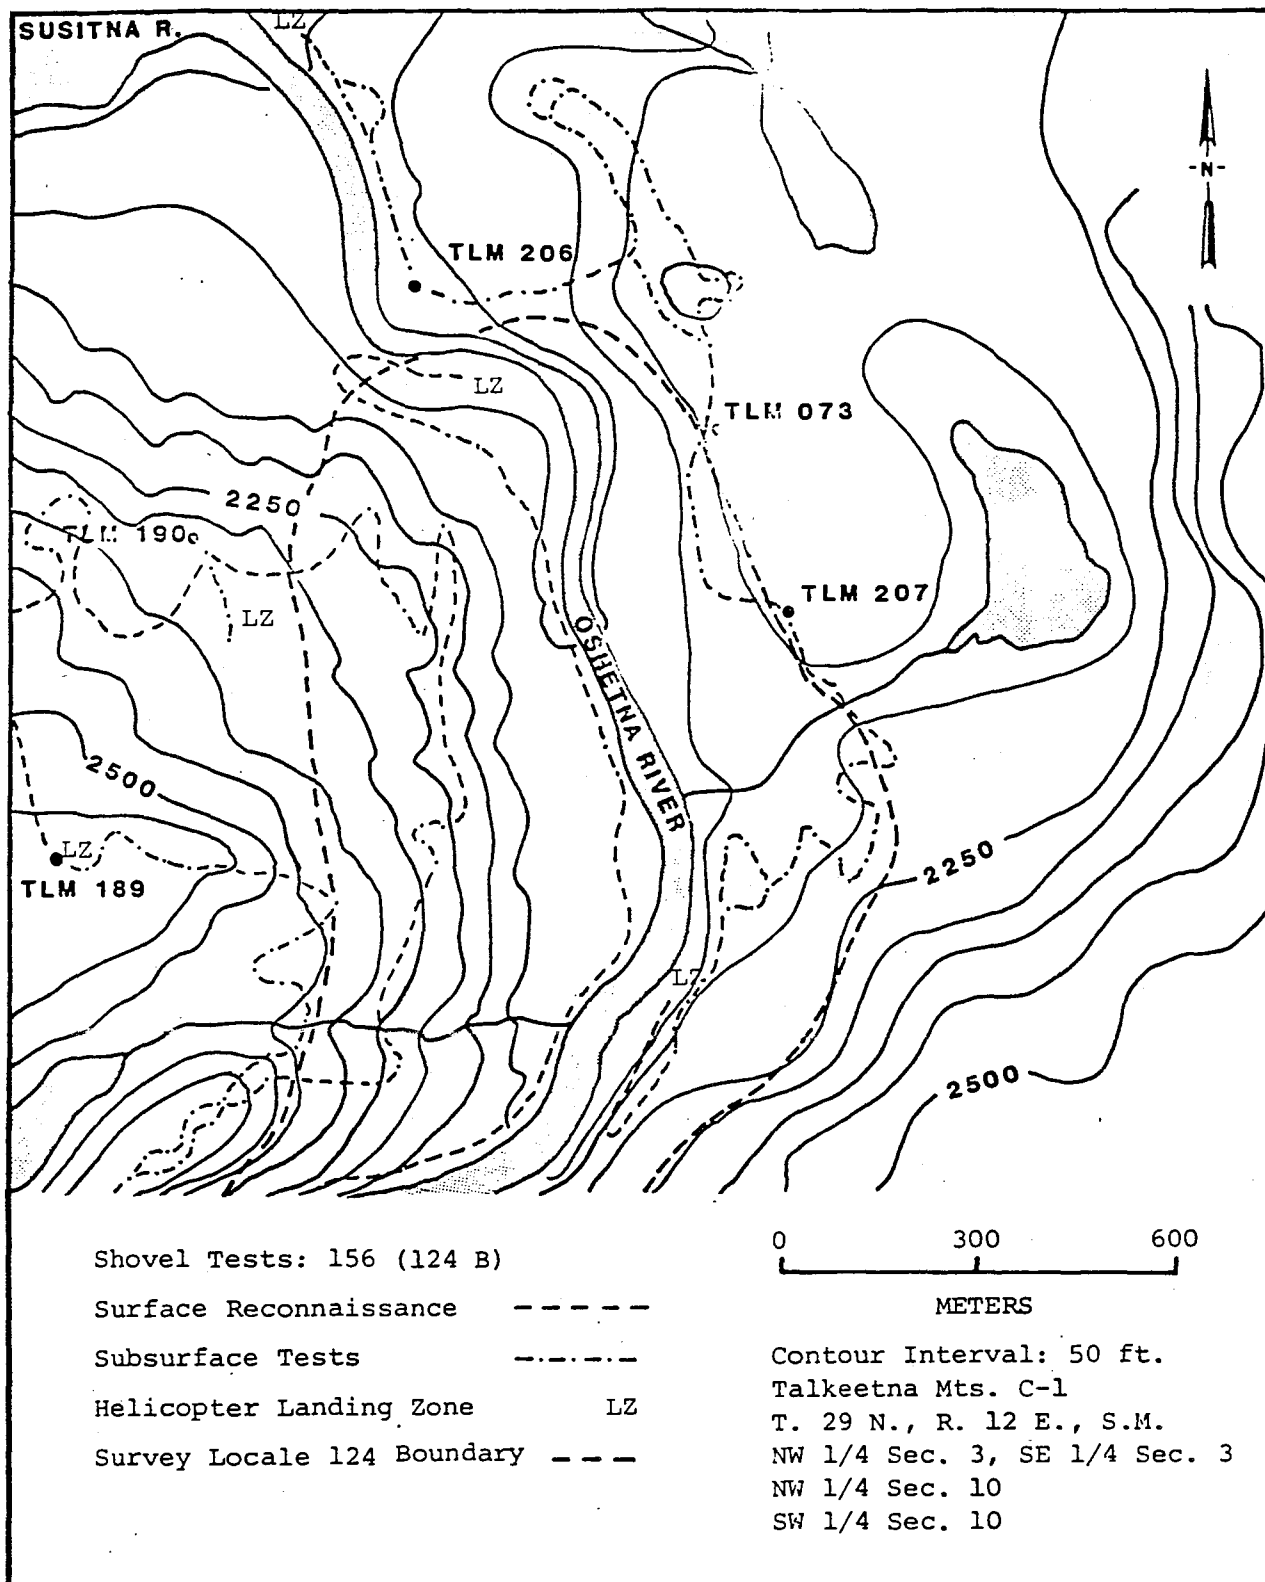 LZ
SUSITNA R.
-N-
TLM 206
LZ
TLM 073
2250
TLM 190
TLM 207
LZ
OSHETNA RIVER
2500
LZ
TLM 189
2250
LZ
2500
Shovel Tests: 156 (124 B)
Surface Reconnaissance
Subsurface Tests
Helicopter Landing Zone LZ
Survey Locale 124 Boundary
0 300 600
METERS
Contour Interval: 50 ft.
Talkeetna Mts. C-1
T. 29 N., R. 12 E., S.M.
NW 1/4 Sec. 3, SE 1/4 Sec. 3
NW 1/4 Sec. 10
SW 1/4 Sec. 10